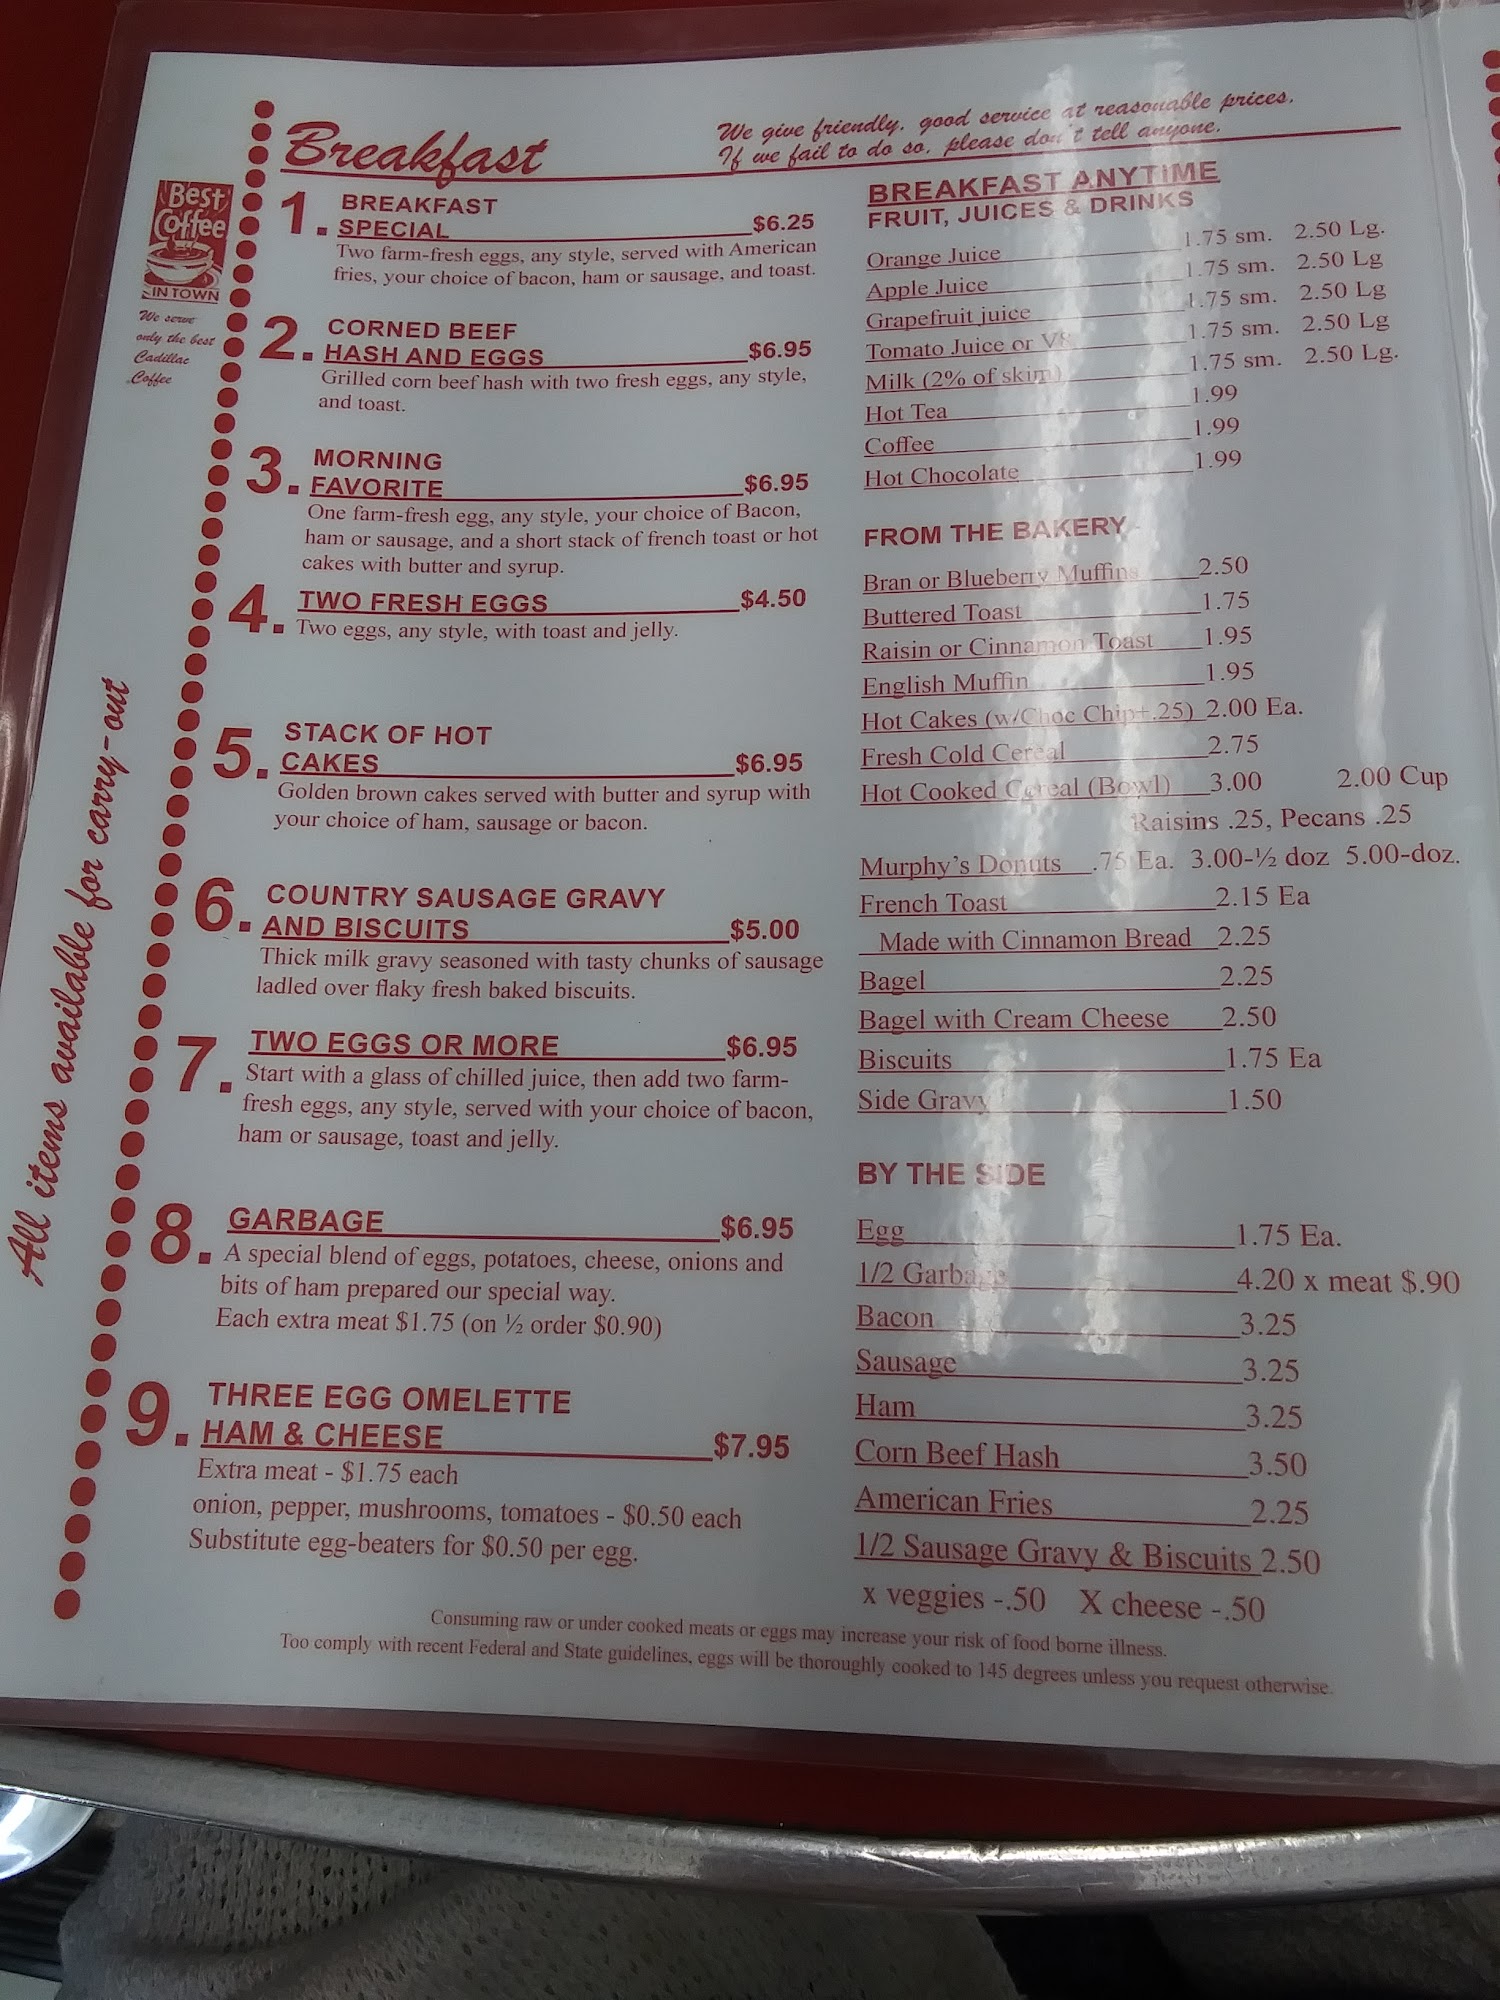 Breakfast
We give friendly, good service at reasonable prices.
If we fail to do so, please don't tell anyone.
Best
Coffee
IN TOWN
We serve
only the best
Cadillac
Coffee
All items available for carry-out
1. BREAKFAST
SPECIAL $6.25
Two farm-fresh eggs, any style, served with American
fries, your choice of bacon, ham or sausage, and toast.
2. CORNED BEEF
HASH AND EGGS $6.95
Grilled corn beef hash with two fresh eggs, any style,
and toast.
3. MORNING
FAVORITE $6.95
One farm-fresh egg, any style, your choice of Bacon,
ham or sausage, and a short stack of french toast or hot
cakes with butter and syrup.
4. TWO FRESH EGGS $4.50
Two eggs, any style, with toast and jelly.
5. STACK OF HOT
CAKES $6.95
Golden brown cakes served with butter and syrup with
your choice of ham, sausage or bacon.
6. COUNTRY SAUSAGE GRAVY
AND BISCUITS $5.00
Thick milk gravy seasoned with tasty chunks of sausage
ladled over flaky fresh baked biscuits.
7. TWO EGGS OR MORE $6.95
Start with a glass of chilled juice, then add two farm-
fresh eggs, any style, served with your choice of bacon,
ham or sausage, toast and jelly.
8. GARBAGE $6.95
A special blend of eggs, potatoes, cheese, onions and
bits of ham prepared our special way.
Each extra meat $1.75 (on ½ order $0.90)
9. THREE EGG OMELETTE
HAM & CHEESE $7.95
Extra meat - $1.75 each
onion, pepper, mushrooms, tomatoes - $0.50 each
Substitute egg-beaters for $0.50 per egg.
BREAKFAST ANYTIME
FRUIT, JUICES & DRINKS
Orange Juice 1.75 sm. 2.50 Lg.
Apple Juice 1.75 sm. 2.50 Lg
Grapefruit juice 1.75 sm. 2.50 Lg
Tomato Juice or V8 1.75 sm. 2.50 Lg
Milk (2% of skim) 1.75 sm. 2.50 Lg.
Hot Tea 1.99
Coffee 1.99
Hot Chocolate 1.99
FROM THE BAKERY
Bran or Blueberry Muffins 2.50
Buttered Toast 1.75
Raisin or Cinnamon Toast 1.95
English Muffin 1.95
Hot Cakes (w/Choc Chip+.25) 2.00 Ea.
Fresh Cold Cereal 2.75
Hot Cooked Cereal (Bowl) 3.00 2.00 Cup
Raisins .25, Pecans .25
Murphy's Donuts .75 Ea. 3.00-½ doz 5.00-doz.
French Toast 2.15 Ea
Made with Cinnamon Bread 2.25
Bagel 2.25
Bagel with Cream Cheese 2.50
Biscuits 1.75 Ea
Side Gravy 1.50
BY THE SIDE
Egg 1.75 Ea.
1/2 Garbage 4.20 x meat $.90
Bacon 3.25
Sausage 3.25
Ham 3.25
Corn Beef Hash 3.50
American Fries 2.25
1/2 Sausage Gravy & Biscuits 2.50
x veggies -.50 X cheese -.50
Consuming raw or under cooked meats or eggs may increase your risk of food borne illness.
Too comply with recent Federal and State guidelines, eggs will be thoroughly cooked to 145 degrees unless you request otherwise.